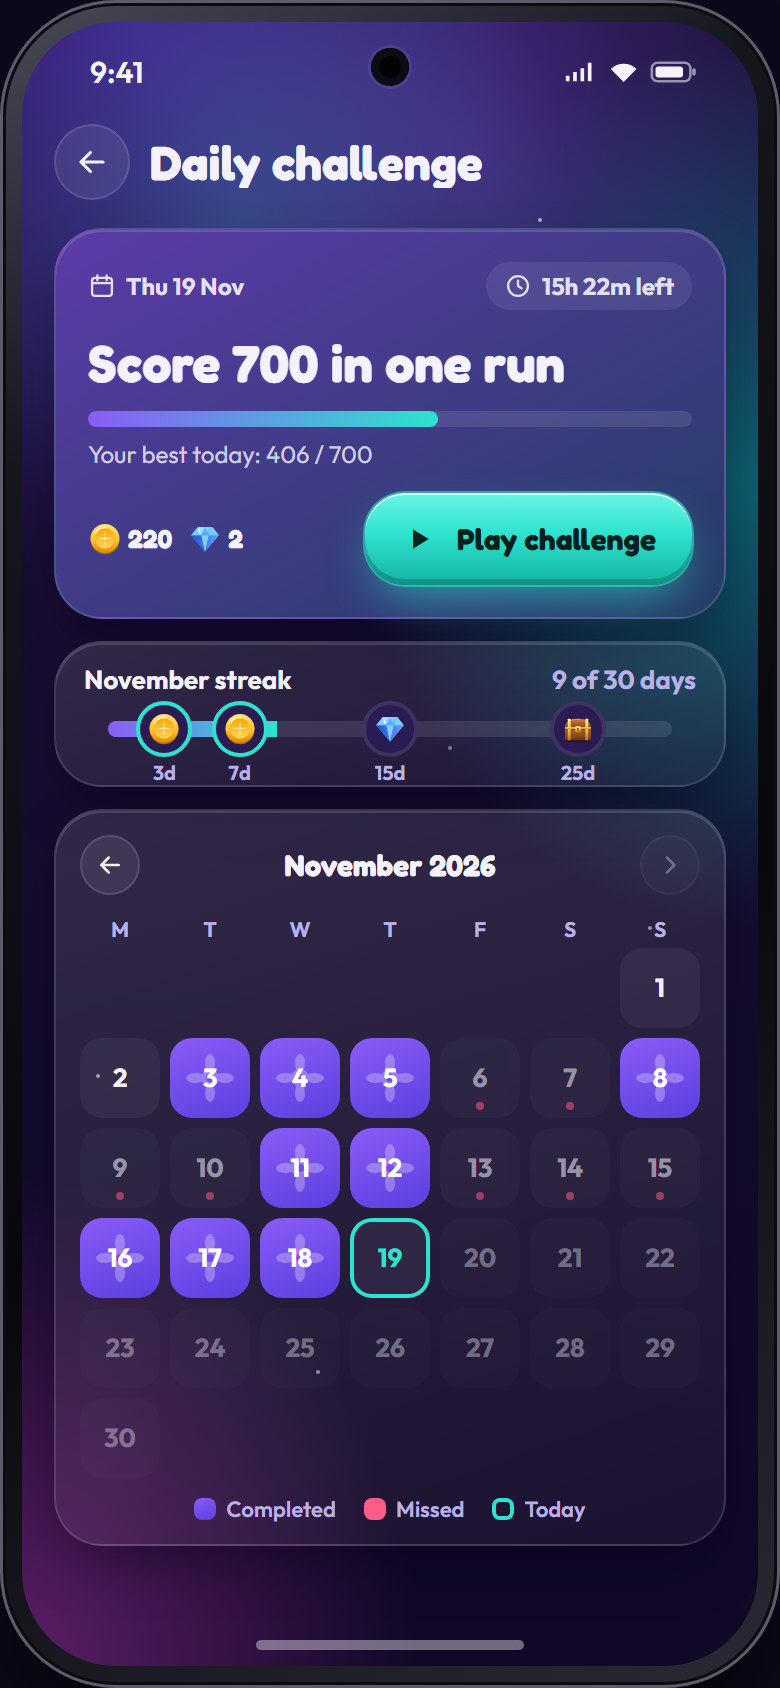 9:41
Daily challenge
Thu 19 Nov 15h 22m left
Score 700 in one run
Your best today: 406 / 700
220 2 Play challenge
November streak 9 of 30 days
3d 7d 15d 25d
November 2026
M T W T F S S
1
2 3 4 5 6 7 8
9 10 11 12 13 14 15
16 17 18 19 20 21 22
23 24 25 26 27 28 29
30
Completed Missed Today